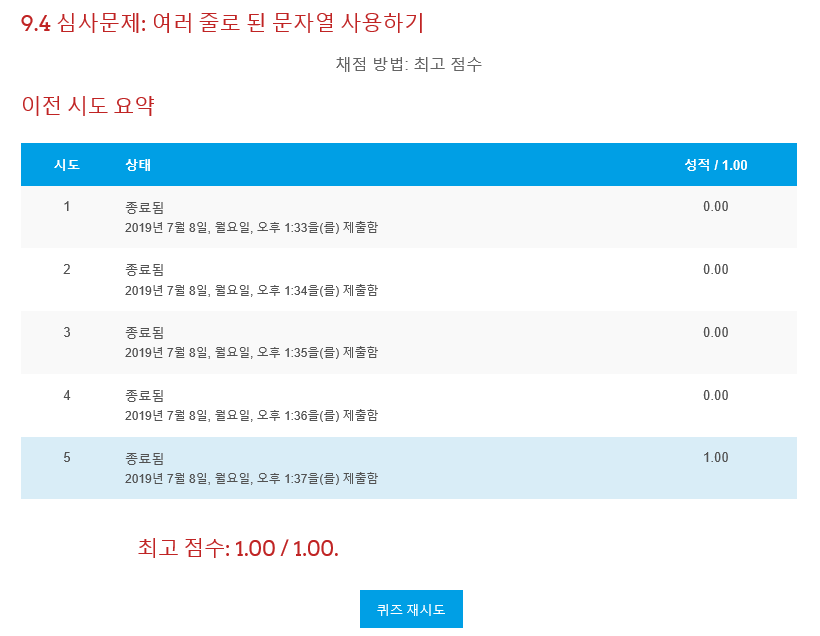 9.4 심사문제: 여러 줄로 된 문자열 사용하기
채점 방법: 최고 점수
이전 시도 요약
시도 상태 성적 / 1.00
1 종료됨 0.00
2019년 7월 8일, 월요일, 오후 1:33을(를) 제출함
2 종료됨 0.00
2019년 7월 8일, 월요일, 오후 1:34을(를) 제출함
3 종료됨 0.00
2019년 7월 8일, 월요일, 오후 1:35을(를) 제출함
4 종료됨 0.00
2019년 7월 8일, 월요일, 오후 1:36을(를) 제출함
5 종료됨 1.00
2019년 7월 8일, 월요일, 오후 1:37을(를) 제출함
최고 점수: 1.00 / 1.00.
퀴즈 재시도